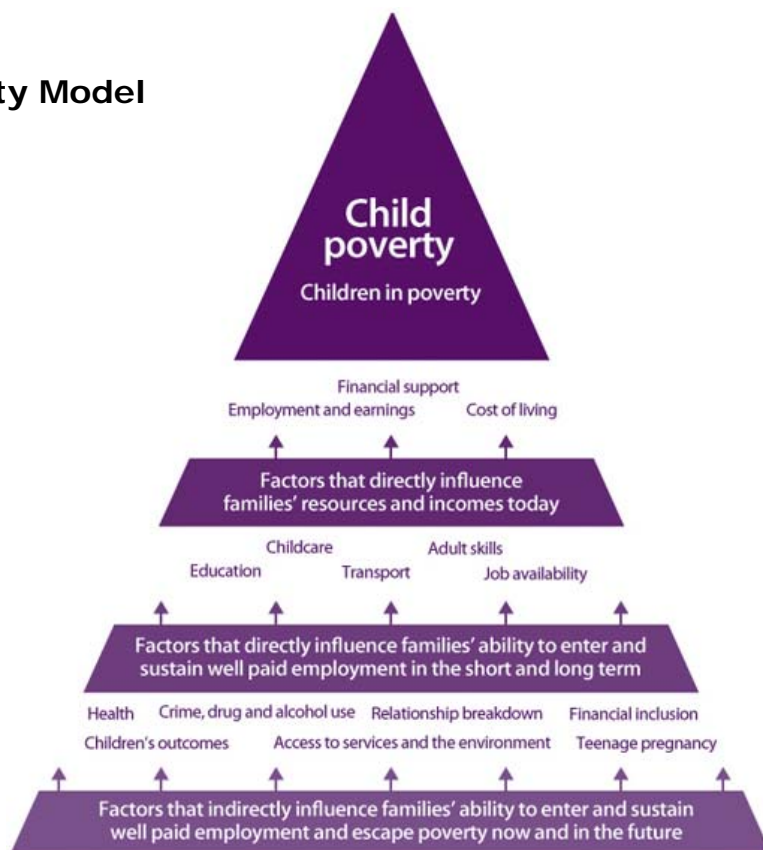 ty Model
Child
poverty
Children in poverty
Financial support
Employment and earnings Cost of living
Factors that directly influence
families' resources and incomes today
Childcare Adult skills
Education Transport Job availability
Factors that directly influence families' ability to enter and
sustain well paid employment in the short and long term
Health Crime, drug and alcohol use Relationship breakdown Financial inclusion
Children's outcomes Access to services and the environment Teenage pregnancy
Factors that indirectly influence families' ability to enter and sustain
well paid employment and escape poverty now and in the future